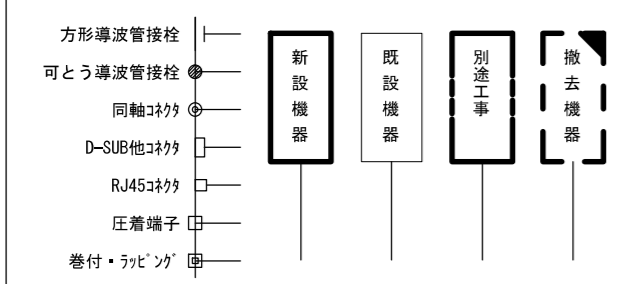 方形導波管接栓
可とう導波管接栓
同軸ｺﾈｸﾀ
D-SUB他ｺﾈｸﾀ
RJ45ｺﾈｸﾀ
圧着端子
巻付・ﾗｯﾋﾟﾝｸﾞ
新設機器
既設機器
別途工事
撤去機器